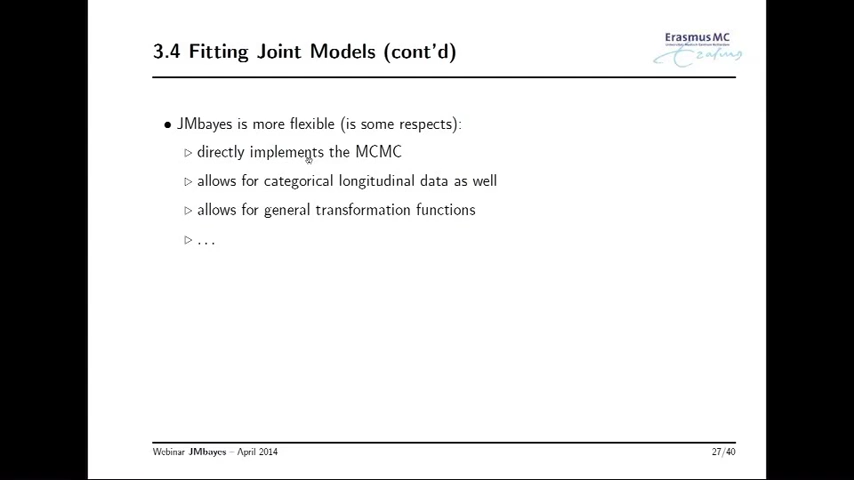 3.4 Fitting Joint Models (cont'd)
Erasmus MC
• JMbayes is more flexible (is some respects):
▷ directly implements the MCMC
▷ allows for categorical longitudinal data as well
▷ allows for general transformation functions
▷ ...
Webinar JMbayes – April 2014
27/40